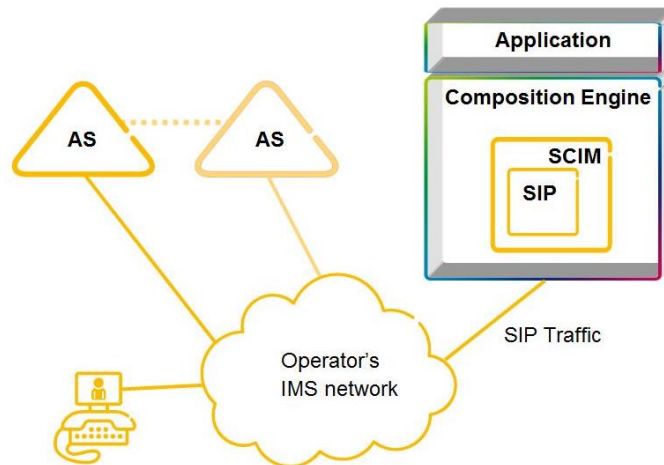 Application
Composition Engine
SCIM
SIP
AS
AS
SIP Traffic
Operator’s
IMS network